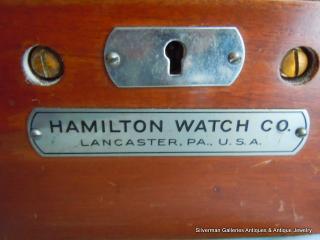 HAMILTON WATCH CO.
LANCASTER, PA., U.S.A.
Silverman Galleries Antiques & Antique Jewelry